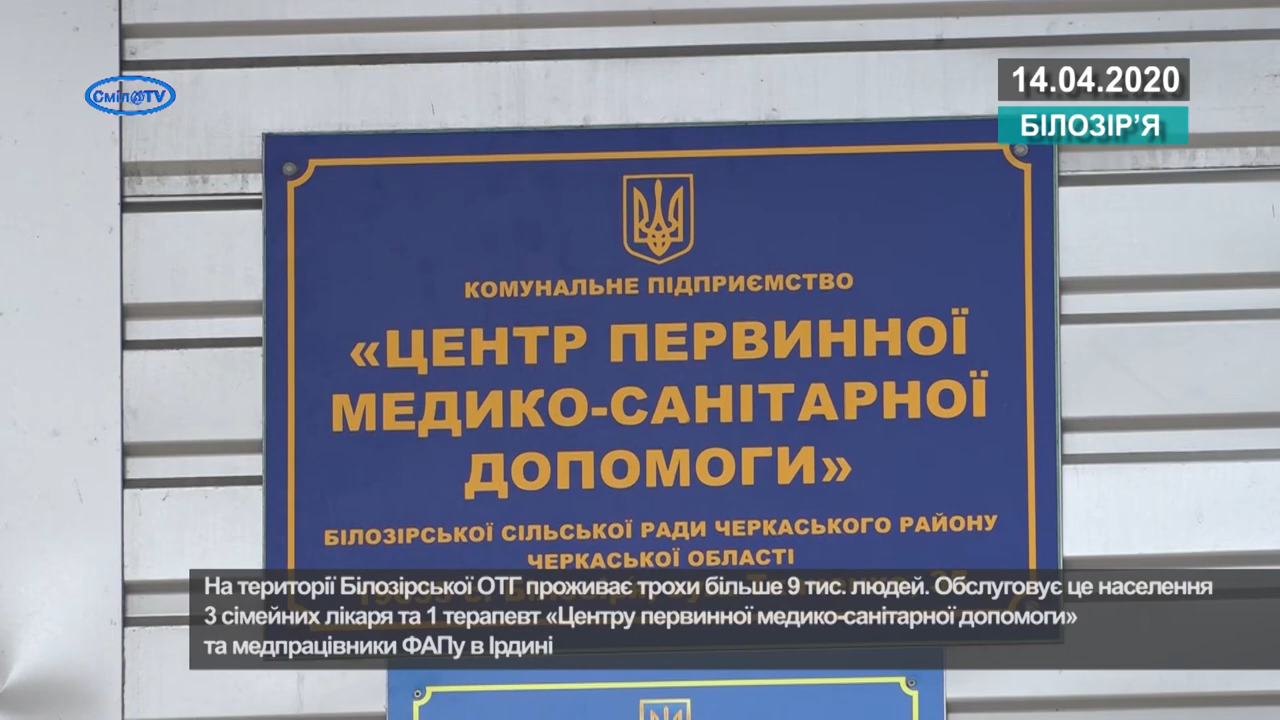 Сміл@TV
14.04.2020
БІЛОЗІР’Я
КОМУНАЛЬНЕ ПІДПРИЄМСТВО
«ЦЕНТР ПЕРВИННОЇ
МЕДИКО-САНІТАРНОЇ
ДОПОМОГИ»
БІЛОЗІРСЬКОЇ СІЛЬСЬКОЇ РАДИ ЧЕРКАСЬКОГО РАЙОНУ
ЧЕРКАСЬКОЇ ОБЛАСТІ
На території Білозірської ОТГ проживає трохи більше 9 тис. людей. Обслуговує це населення
3 сімейних лікаря та 1 терапевт «Центру первинної медико-санітарної допомоги»
та медпрацівники ФАПу в Ірдині